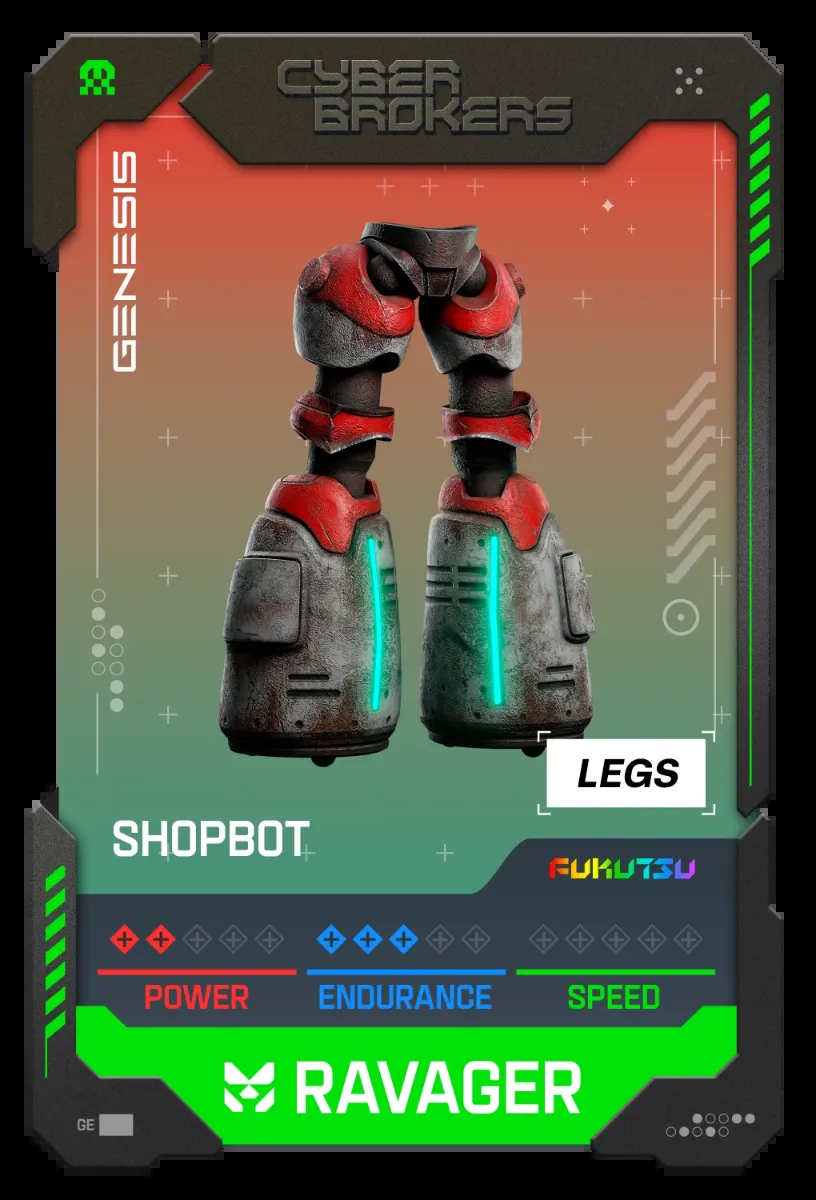 CYBER
BROKERS
GENESIS
LEGS
SHOPBOT
FUKUTSU
POWER ENDURANCE SPEED
RAVAGER
GE